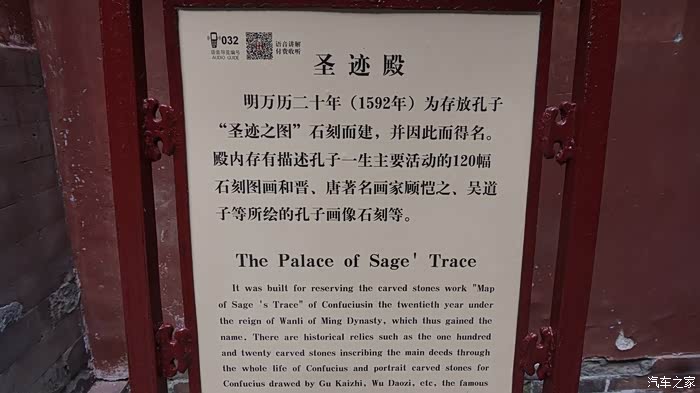 032
语音导览编号
AUDIO GUIDE
语音讲解
付费收听
圣迹殿
明万历二十年（1592年）为存放孔子
“圣迹之图”石刻而建，并因此而得名。
殿内存有描述孔子一生主要活动的120幅
石刻图画和晋、唐著名画家顾恺之、吴道
子等所绘的孔子画像石刻等。
The Palace of Sage' Trace
It was built for reserving the carved stones work "Map
of Sage 's Trace" of Confuciusin the twentieth year under
the reign of Wanli of Ming Dynasty, which thus gained the
name. There are historical relics such as the one hundred
and twenty carved stones inscribing the main deeds through
the whole life of Confucius and portrait carved stones for
Confucius drawed by Gu Kaizhi, Wu Daozi, etc. the famous
汽车之家